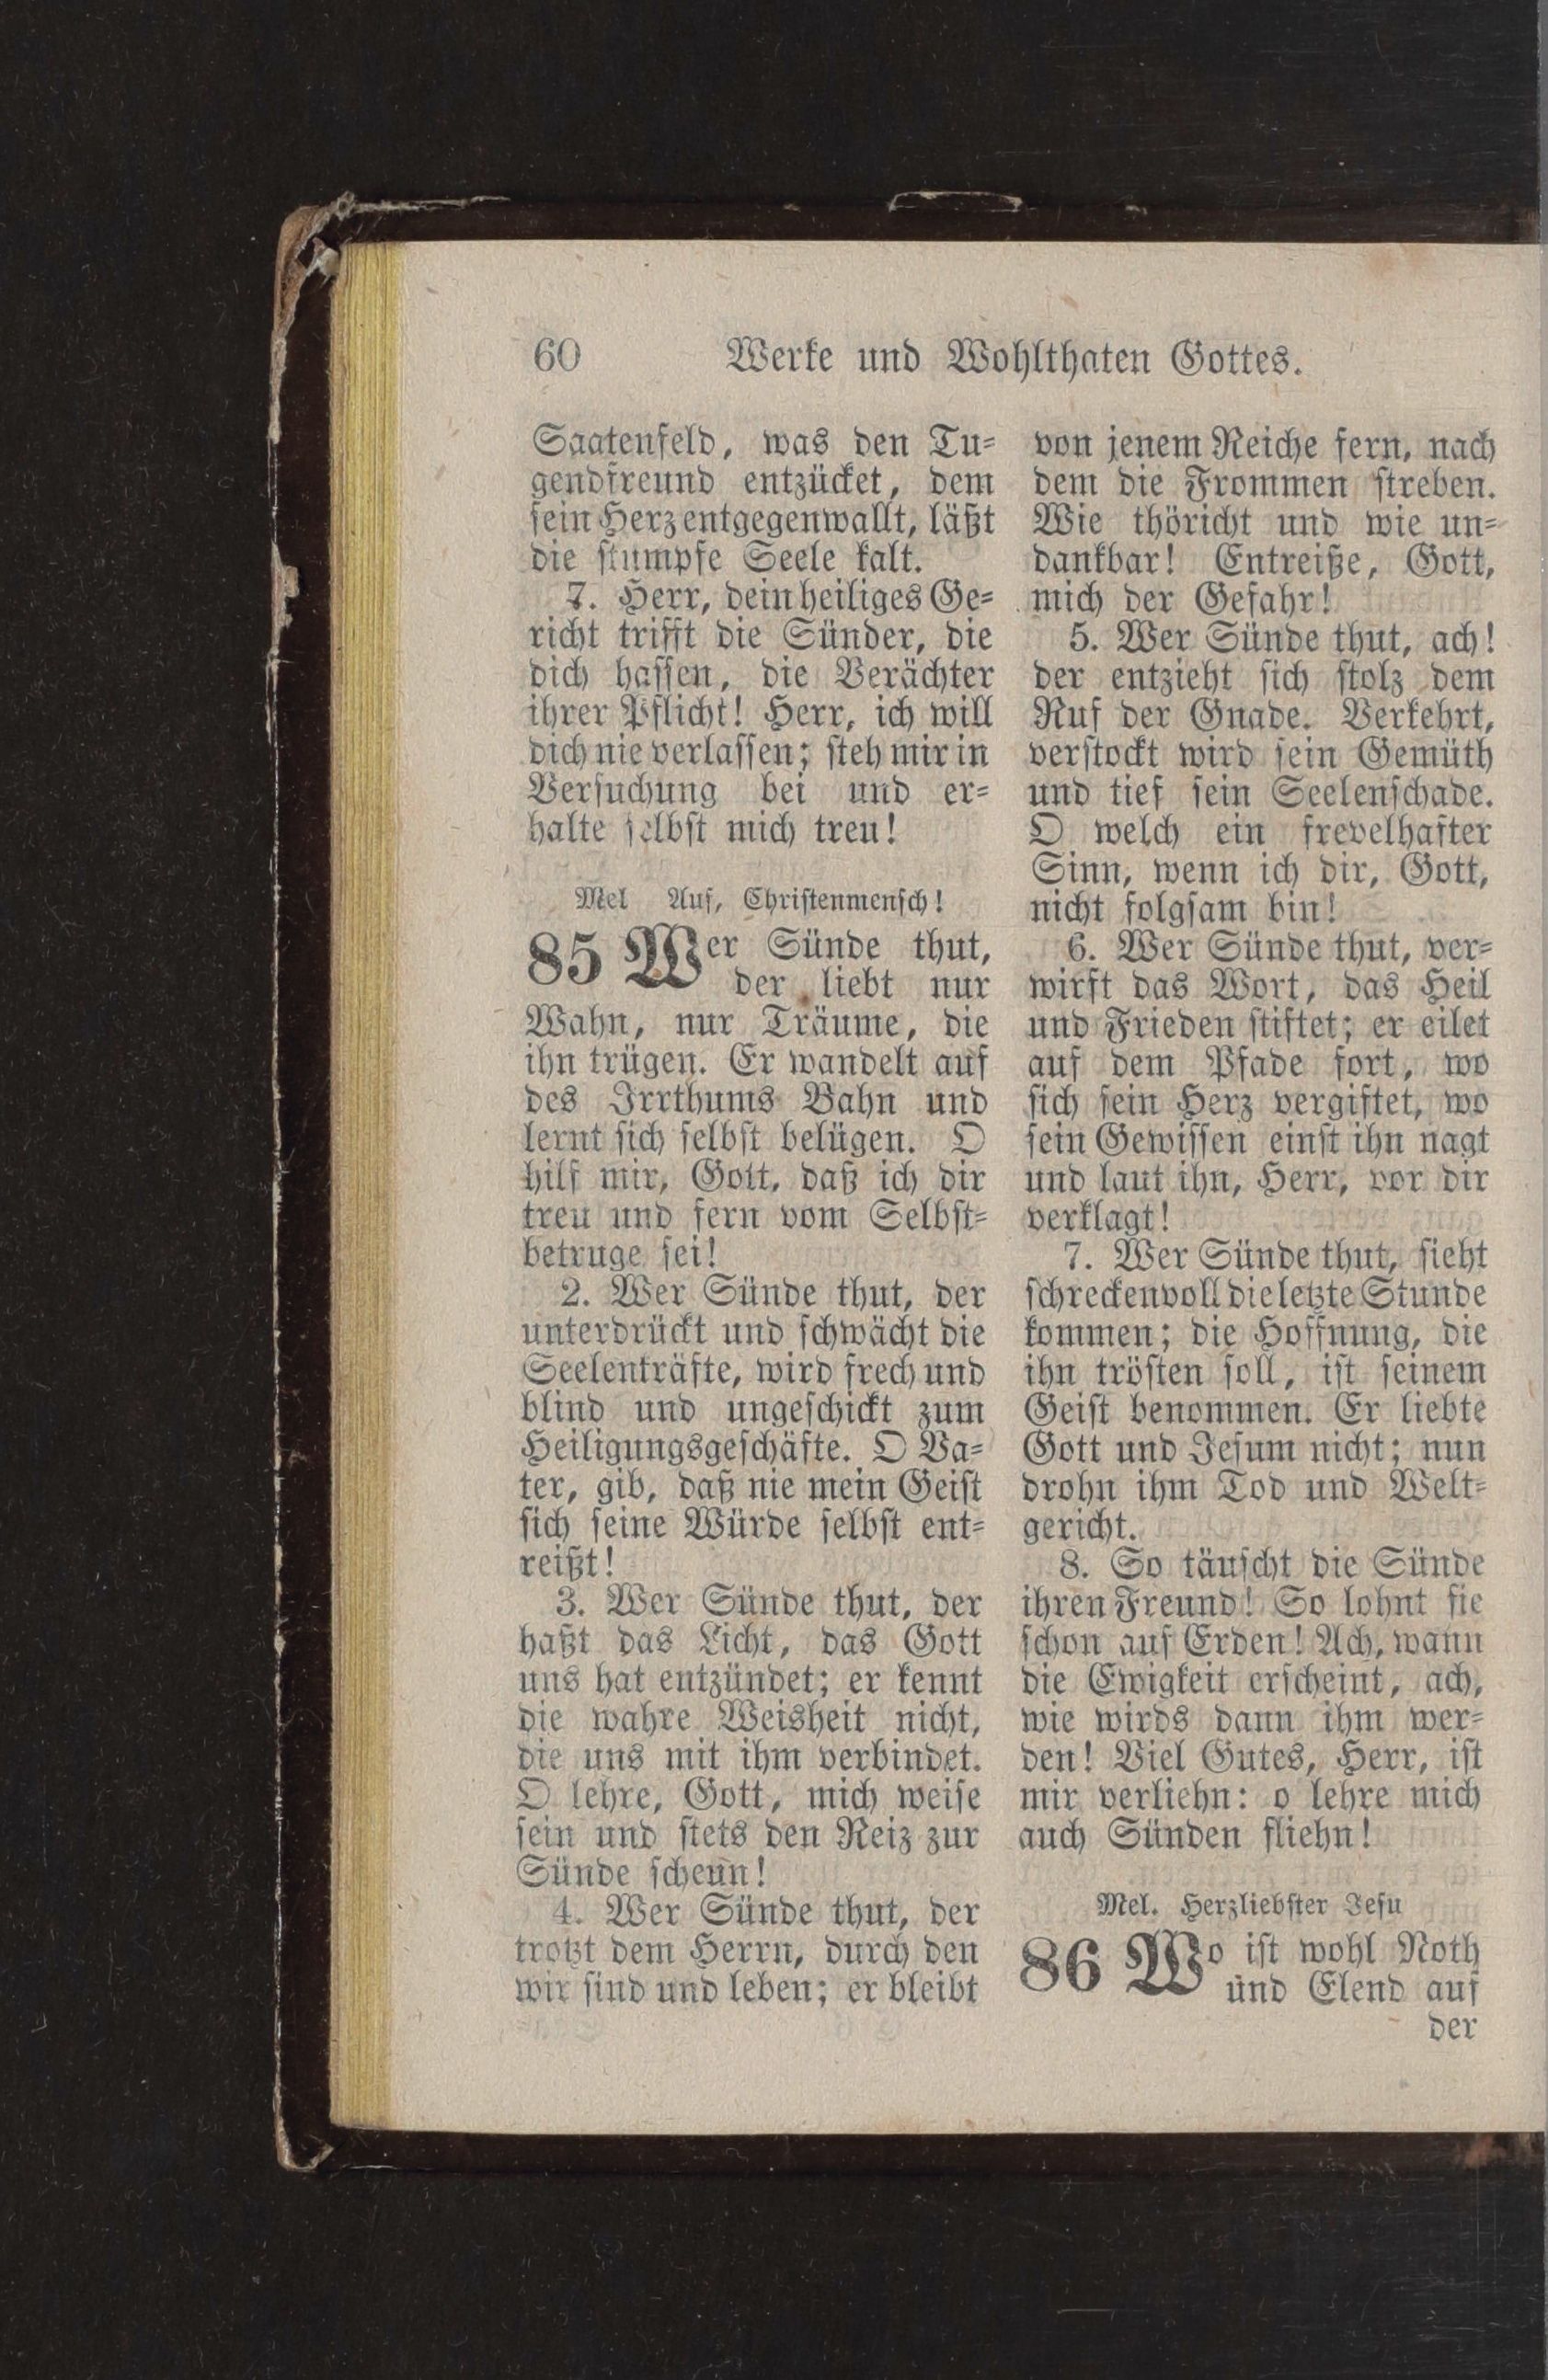 60 Werke und Wohlthaten Gottes.
Saatenfeld, was den Tu-
gendfreund entzücket, dem
sein Herz entgegenwallt, läßt
die stumpfe Seele kalt.
7. Herr, dein heiliges Ge-
richt trifft die Sünder, die
dich hassen, die Verächter
ihrer Pflicht! Herr, ich will
dich nie verlassen; steh mir in
Versuchung bei und er-
halte selbst mich treu!
Mel Auf, Christenmensch!
85 Wer Sünde thut,
der liebt nur
Wahn, nur Träume, die
ihn trügen. Er wandelt auf
des Irrthums Bahn und
lernt sich selbst belügen. O
hilf mir, Gott, daß ich dir
treu und fern vom Selbst-
betruge sei!
2. Wer Sünde thut, der
unterdrückt und schwächt die
Seelenkräfte, wird frech und
blind und ungeschickt zum
Heiligungsgeschäfte. O Va-
ter, gib, daß nie mein Geist
sich seine Würde selbst ent-
reißt!
3. Wer Sünde thut, der
haßt das Licht, das Gott
uns hat entzündet; er kennt
die wahre Weisheit nicht,
die uns mit ihm verbindet.
O lehre, Gott, mich weise
sein und stets den Reiz zur
Sünde scheun!
4. Wer Sünde thut, der
trotzt dem Herrn, durch den
wir sind und leben; er bleibt
von jenem Reiche fern, nach
dem die Frommen streben.
Wie thöricht und wie un-
dankbar! Entreiße, Gott,
mich der Gefahr!
5. Wer Sünde thut, ach!
der entzieht sich stolz dem
Ruf der Gnade. Verkehrt,
verstockt wird sein Gemüth
und tief sein Seelenschade.
O welch ein frevelhafter
Sinn, wenn ich dir, Gott,
nicht folgsam bin!
6. Wer Sünde thut, ver-
wirft das Wort, das Heil
und Frieden stiftet; er eilet
auf dem Pfade fort, wo
sich sein Herz vergiftet, wo
sein Gewissen einst ihn nagt
und laut ihn, Herr, vor dir
verklagt!
7. Wer Sünde thut, sieht
schreckenvoll die letzte Stunde
kommen; die Hoffnung, die
ihn trösten soll, ist seinem
Geist benommen. Er liebte
Gott und Jesum nicht; nun
drohn ihm Tod und Welt-
gericht.
8. So täuscht die Sünde
ihren Freund! So lohnt sie
schon auf Erden! Ach, wann
die Ewigkeit erscheint, ach,
wie wirds dann ihm wer-
den! Viel Gutes, Herr, ist
mir verliehn: o lehre mich
auch Sünden fliehn!
Mel. Herzliebster Jesu
86 Wo ist wohl Noth
und Elend auf
der